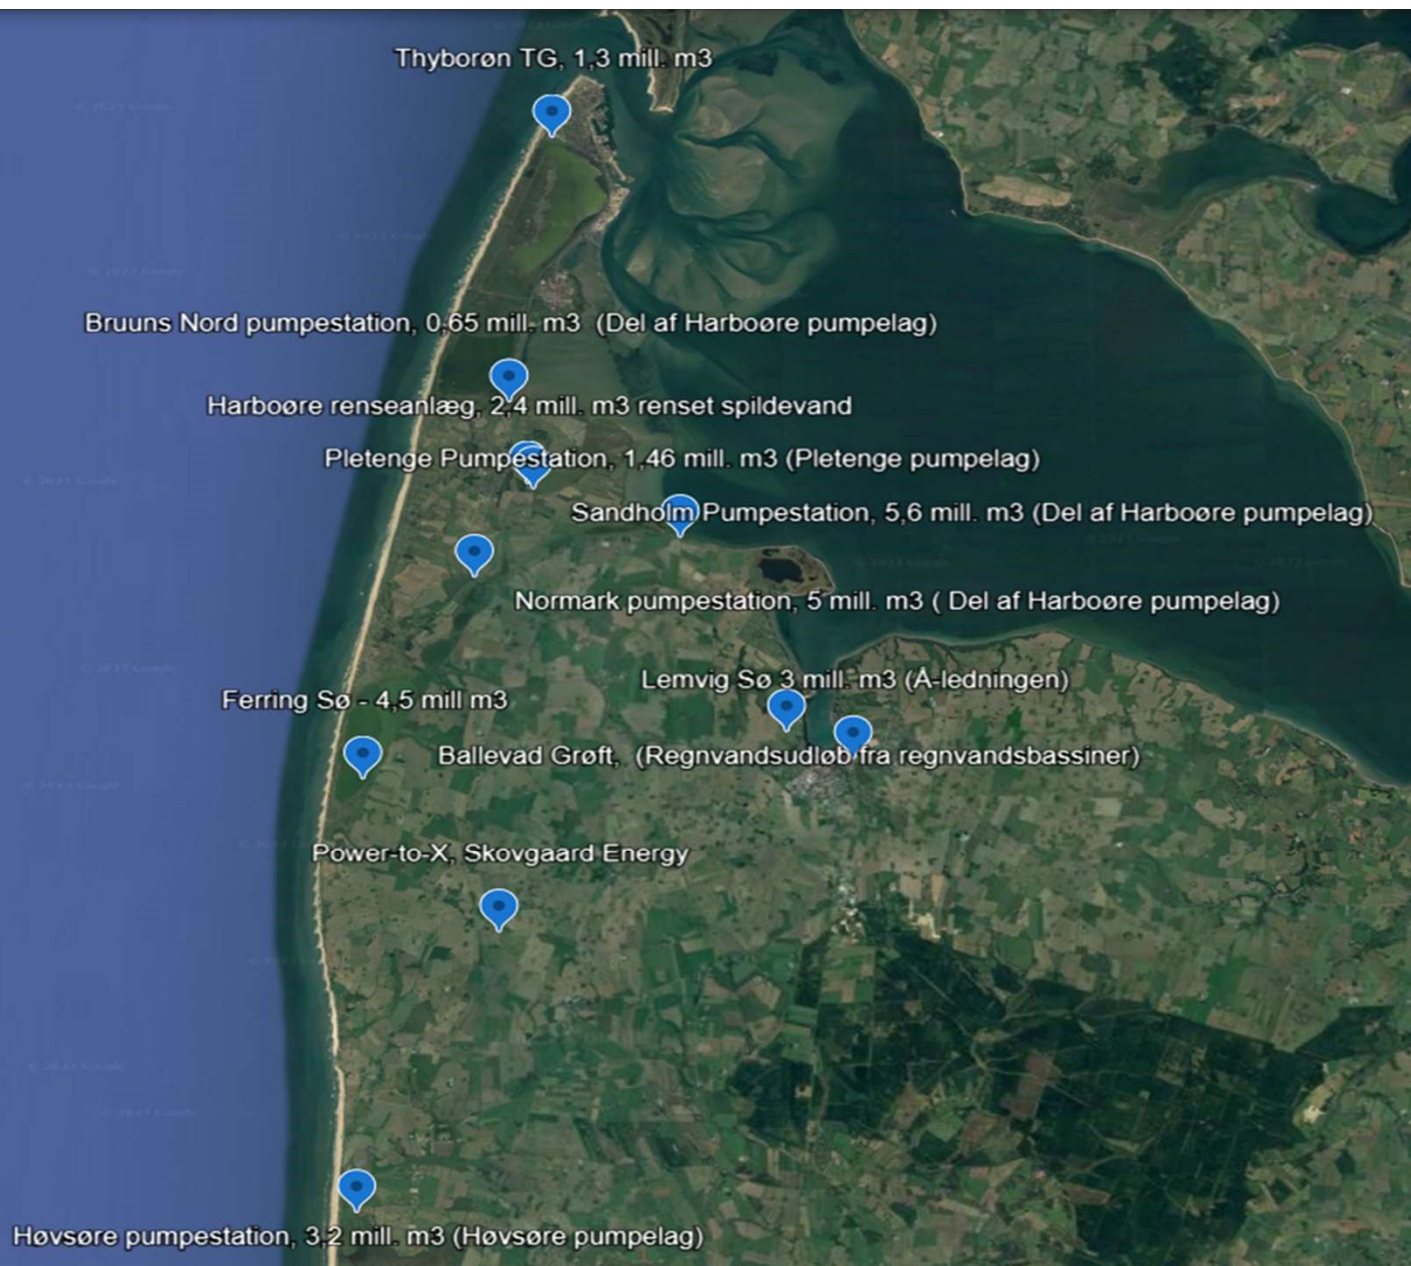 Thyborøn TG, 1,3 mill. m3
Bruuns Nord pumpestation, 0,65 mill. m3 (Del af Harboøre pumpelag)
Harboøre renseanlæg, 2,4 mill. m3 renset spildevand
Pletenge Pumpestation, 1,46 mill. m3 (Pletenge pumpelag)
Sandholm Pumpestation, 5,6 mill. m3 (Del af Harboøre pumpelag)
Normark pumpestation, 5 mill. m3 ( Del af Harboøre pumpelag)
Lemvig Sø 3 mill. m3 (Å-ledningen)
Ferring Sø - 4,5 mill m3
Ballevad Grøft, (Regnvandsudløb fra regnvandsbassiner)
Power-to-X, Skovgaard Energy
Høvsøre pumpestation, 3,2 mill. m3 (Høvsøre pumpelag)